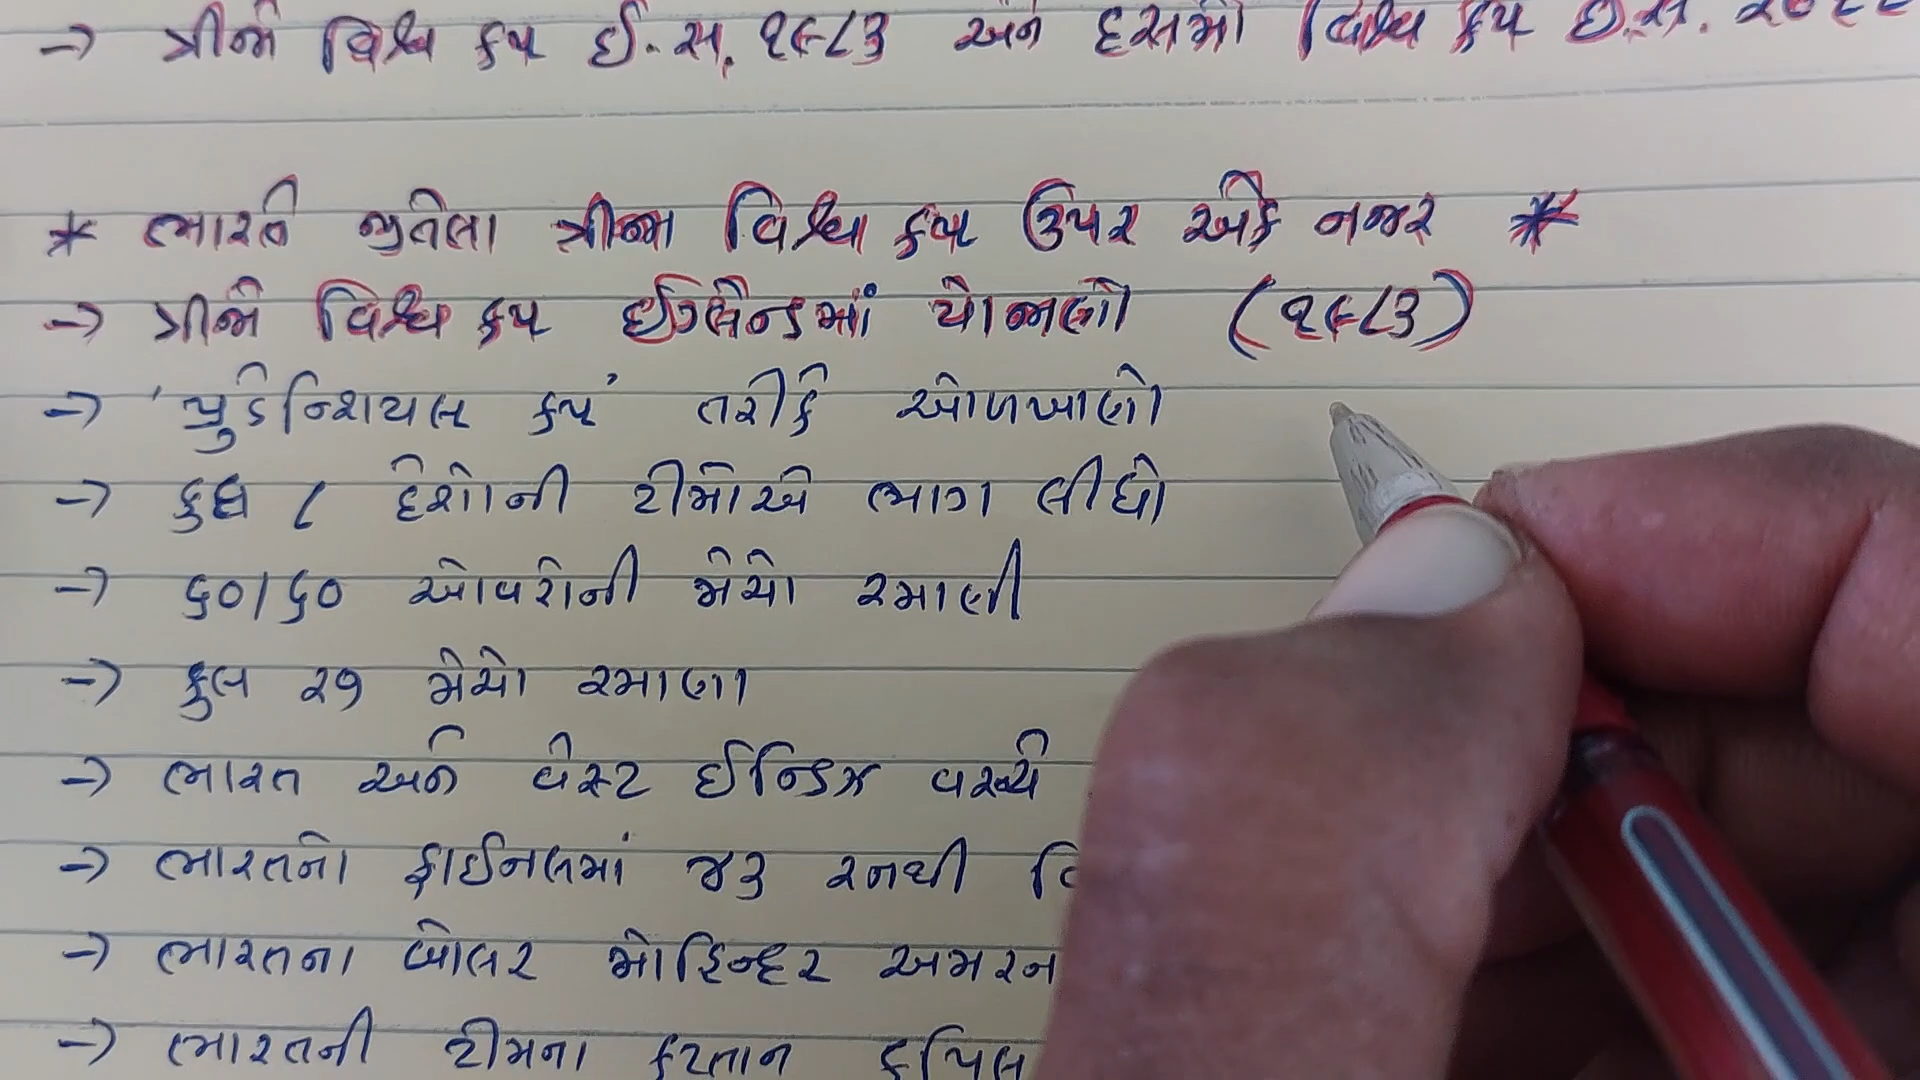 → ત્રીજો વિશ્વ કપ ઈ.સ. ૧૯૮૩ અને દસમો વિશ્વ કપ ઈ.સ.
* ભારતે જીતેલા ત્રીજા વિશ્વ કપ ઉપર એક નજર *
→ ત્રીજો વિશ્વ કપ ઈંગ્લેન્ડમાં યોજાણો (૧૯૮૩)
→ 'પ્રુડેન્શિયલ કપ' તરીકે ઓળખાણો
→ કુલ ૮ દેશોની ટીમોએ ભાગ લીધો
→ ૬૦/૬૦ ઓવરોની મેચો રમાણી
→ કુલ ૨૭ મેચો રમાણા
→ ભારત અને વેસ્ટ ઈન્ડિઝ વચ્ચે
→ ભારતનો ફાઈનલમાં ૪૩ રનથી
→ ભારતના બોલર મોહિન્દર અમરન
→ ભારતની ટીમના કપ્તાન કપિલ